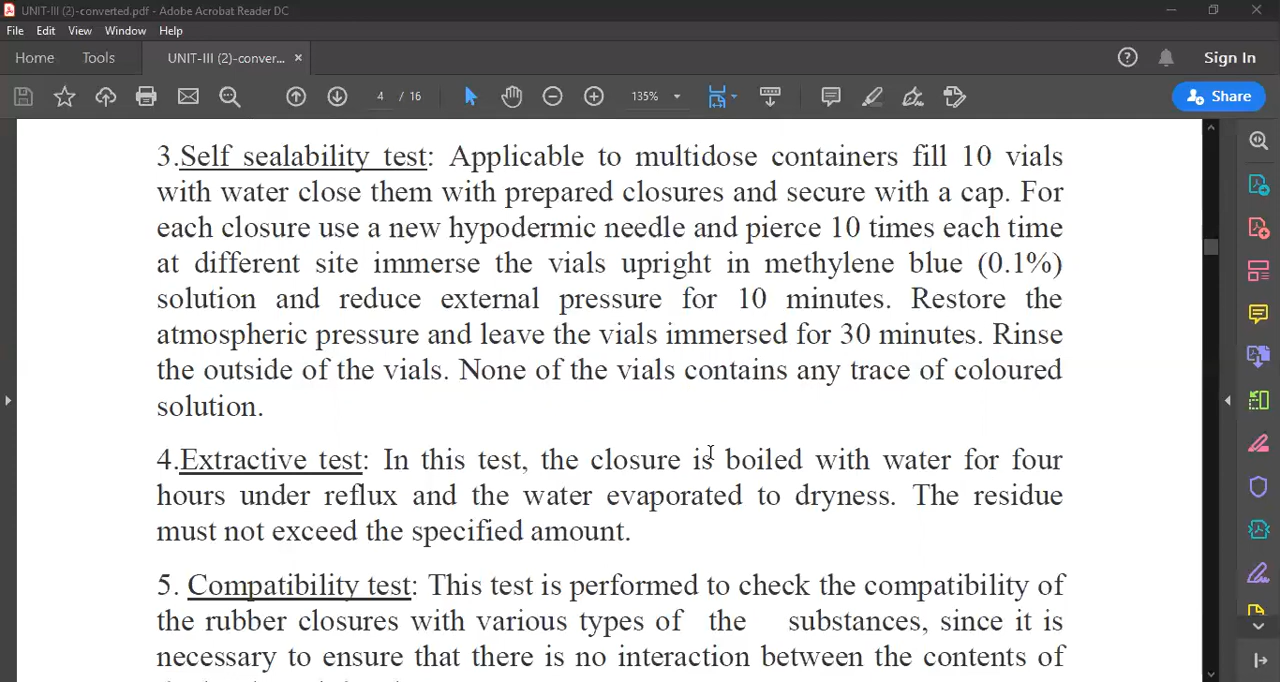 UNIT-III (2)-converted.pdf - Adobe Acrobat Reader DC
File Edit View Window Help
Home Tools UNIT-III (2)-conver... × Sign In
4 / 16 135% Share
3.Self sealability test: Applicable to multidose containers fill 10 vials
with water close them with prepared closures and secure with a cap. For
each closure use a new hypodermic needle and pierce 10 times each time
at different site immerse the vials upright in methylene blue (0.1%)
solution and reduce external pressure for 10 minutes. Restore the
atmospheric pressure and leave the vials immersed for 30 minutes. Rinse
the outside of the vials. None of the vials contains any trace of coloured
solution.
4.Extractive test: In this test, the closure is boiled with water for four
hours under reflux and the water evaporated to dryness. The residue
must not exceed the specified amount.
5. Compatibility test: This test is performed to check the compatibility of
the rubber closures with various types of the substances, since it is
necessary to ensure that there is no interaction between the contents of